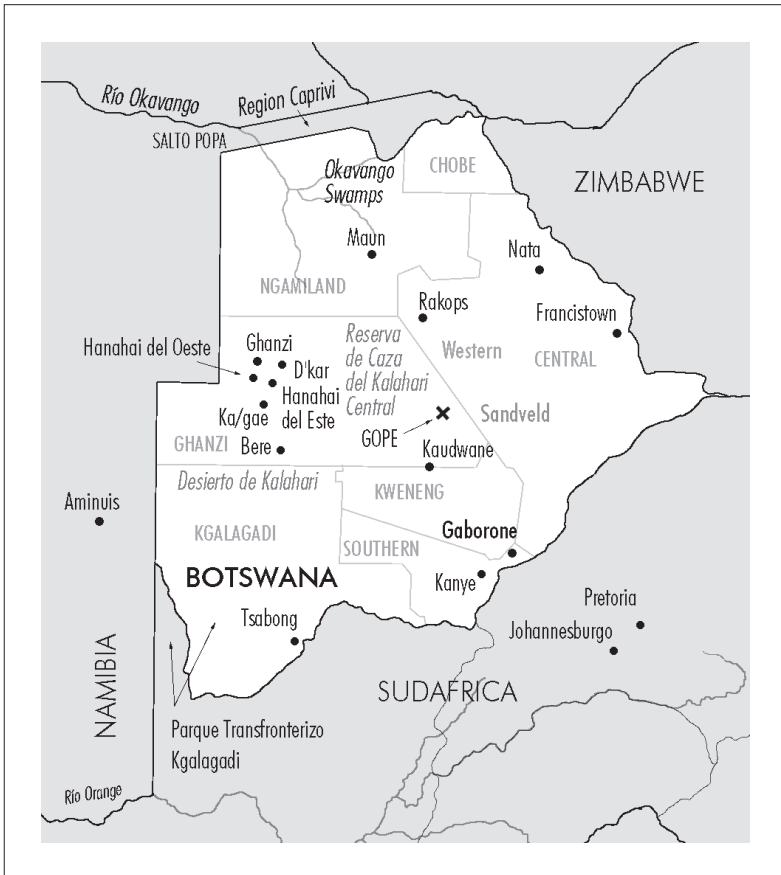 Río Okavango
Region Caprivi
SALTO POPA
CHOBE
ZIMBABWE
Okavango
Swamps
Maun
Nata
NGAMILAND
Rakops
Francistown
Hanahai del Oeste
Ghanzi
D'kar
Reserva
de Caza
del Kalahari
Central
Western
CENTRAL
Hanahai
del Este
Ka/gae
Sandveld
GOPE
GHANZI
Bere
Kaudwane
Desierto de Kalahari
KWENENG
Aminuis
KGALAGADI
SOUTHERN
Gaborone
BOTSWANA
Kanye
Tsabong
Pretoria
Johannesburgo
NAMIBIA
SUDAFRICA
Parque Transfronterizo
Kgalagadi
Río Orange